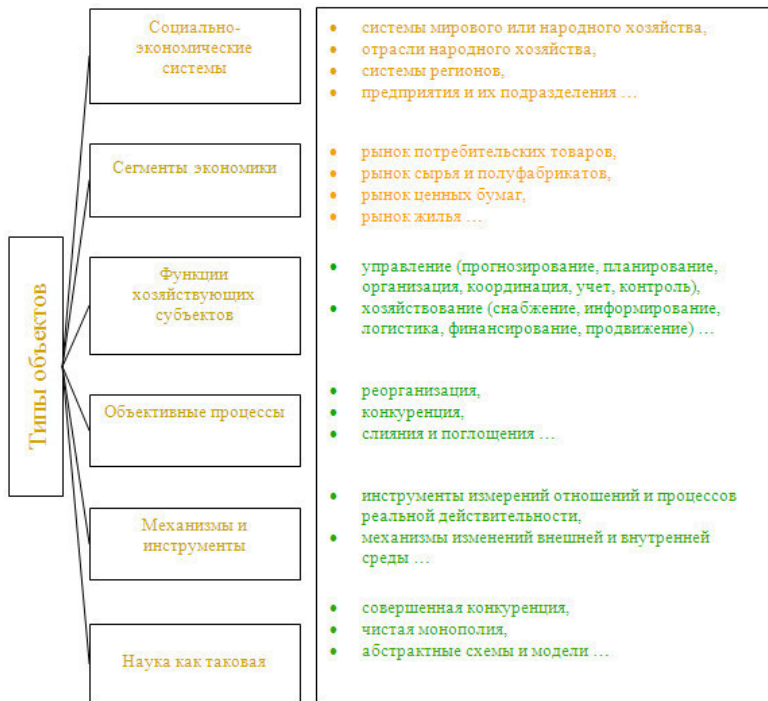 Типы объектов
Социально-
экономические
системы
• системы мирового или народного хозяйства,
• отрасли народного хозяйства,
• системы регионов,
• предприятия и их подразделения …
Сегменты экономики
• рынок потребительских товаров,
• рынок сырья и полуфабрикатов,
• рынок ценных бумаг,
• рынок жилья …
Функции
хозяйствующих
субъектов
• управление (прогнозирование, планирование,
организация, координация, учет, контроль),
• хозяйствование (снабжение, информирование,
логистика, финансирование, продвижение) …
Объективные процессы
• реорганизация,
• конкуренция,
• слияния и поглощения …
Механизмы и
инструменты
• инструменты измерений отношений и процессов
реальной действительности,
• механизмы изменений внешней и внутренней
среды …
Наука как таковая
• совершенная конкуренция,
• чистая монополия,
• абстрактные схемы и модели …